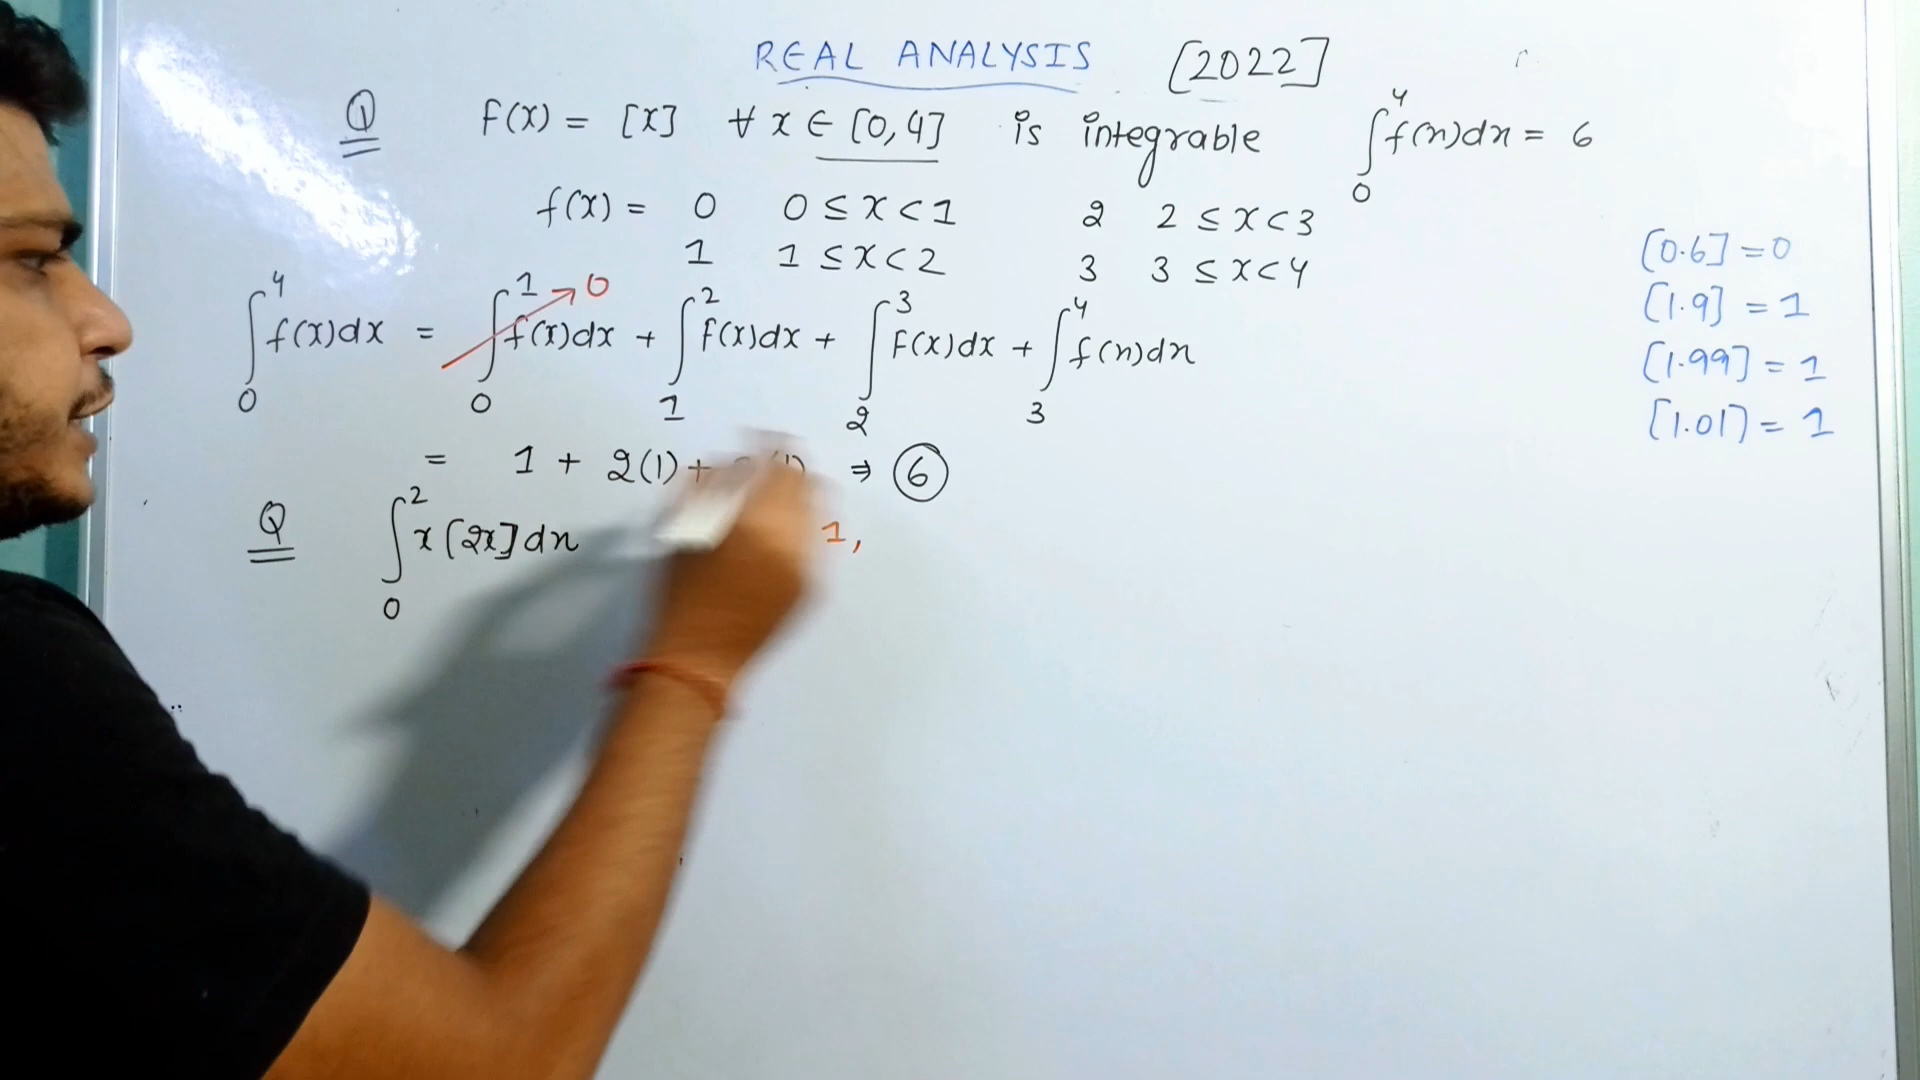 REAL ANALYSIS [2022]
Q f(x) = [x] ∀ x ∈ [0,4] is integrable ∫₀⁴ f(x)dx = 6
f(x) = 0 0 ≤ x < 1 2 2 ≤ x < 3
1 1 ≤ x < 2 3 3 ≤ x < 4
∫₀⁴ f(x)dx = ∫₀¹ f(x)dx → 0 + ∫₁² f(x)dx + ∫₂³ f(x)dx + ∫₃⁴ f(x)dx
= 1 + 2(1) + ⇒ 6
Q ∫₀² x[2x]dx 1,
[0.6] = 0
[1.9] = 1
[1.99] = 1
[1.01] = 1